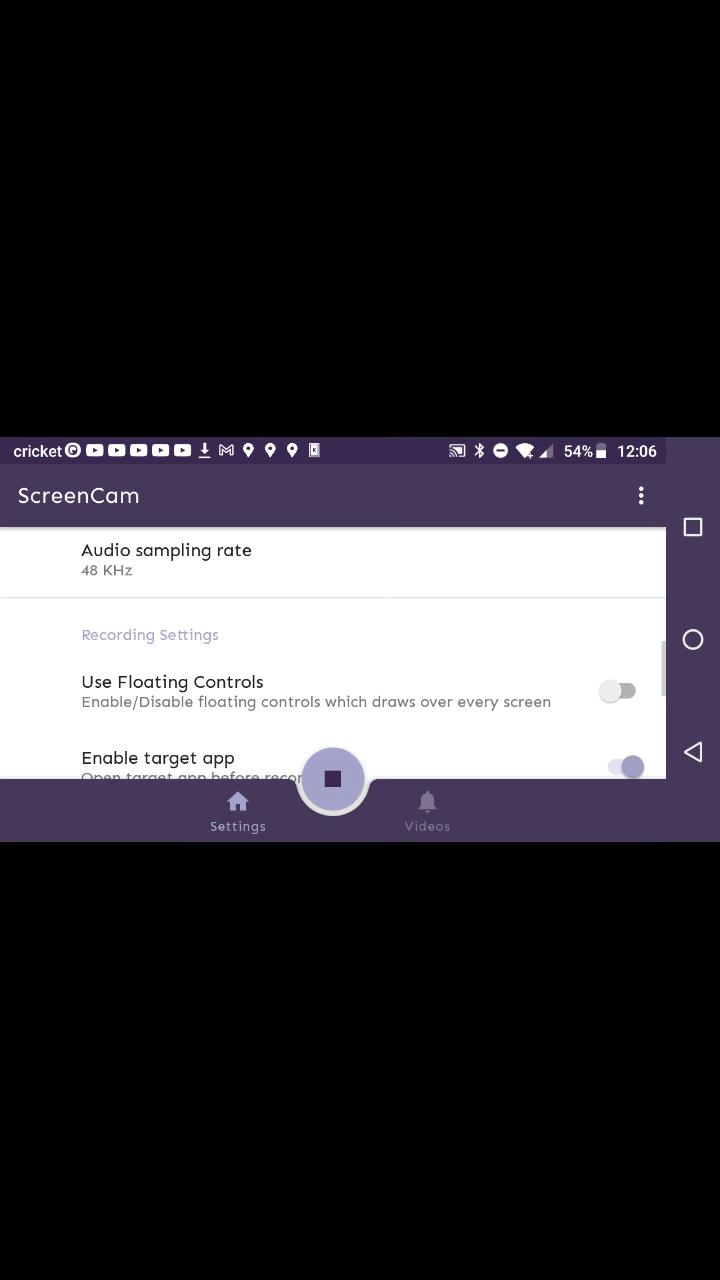 cricket 54% 12:06
ScreenCam
Audio sampling rate
48 KHz
Recording Settings
Use Floating Controls
Enable/Disable floating controls which draws over every screen
Enable target app
Open target app before recor
Settings Videos